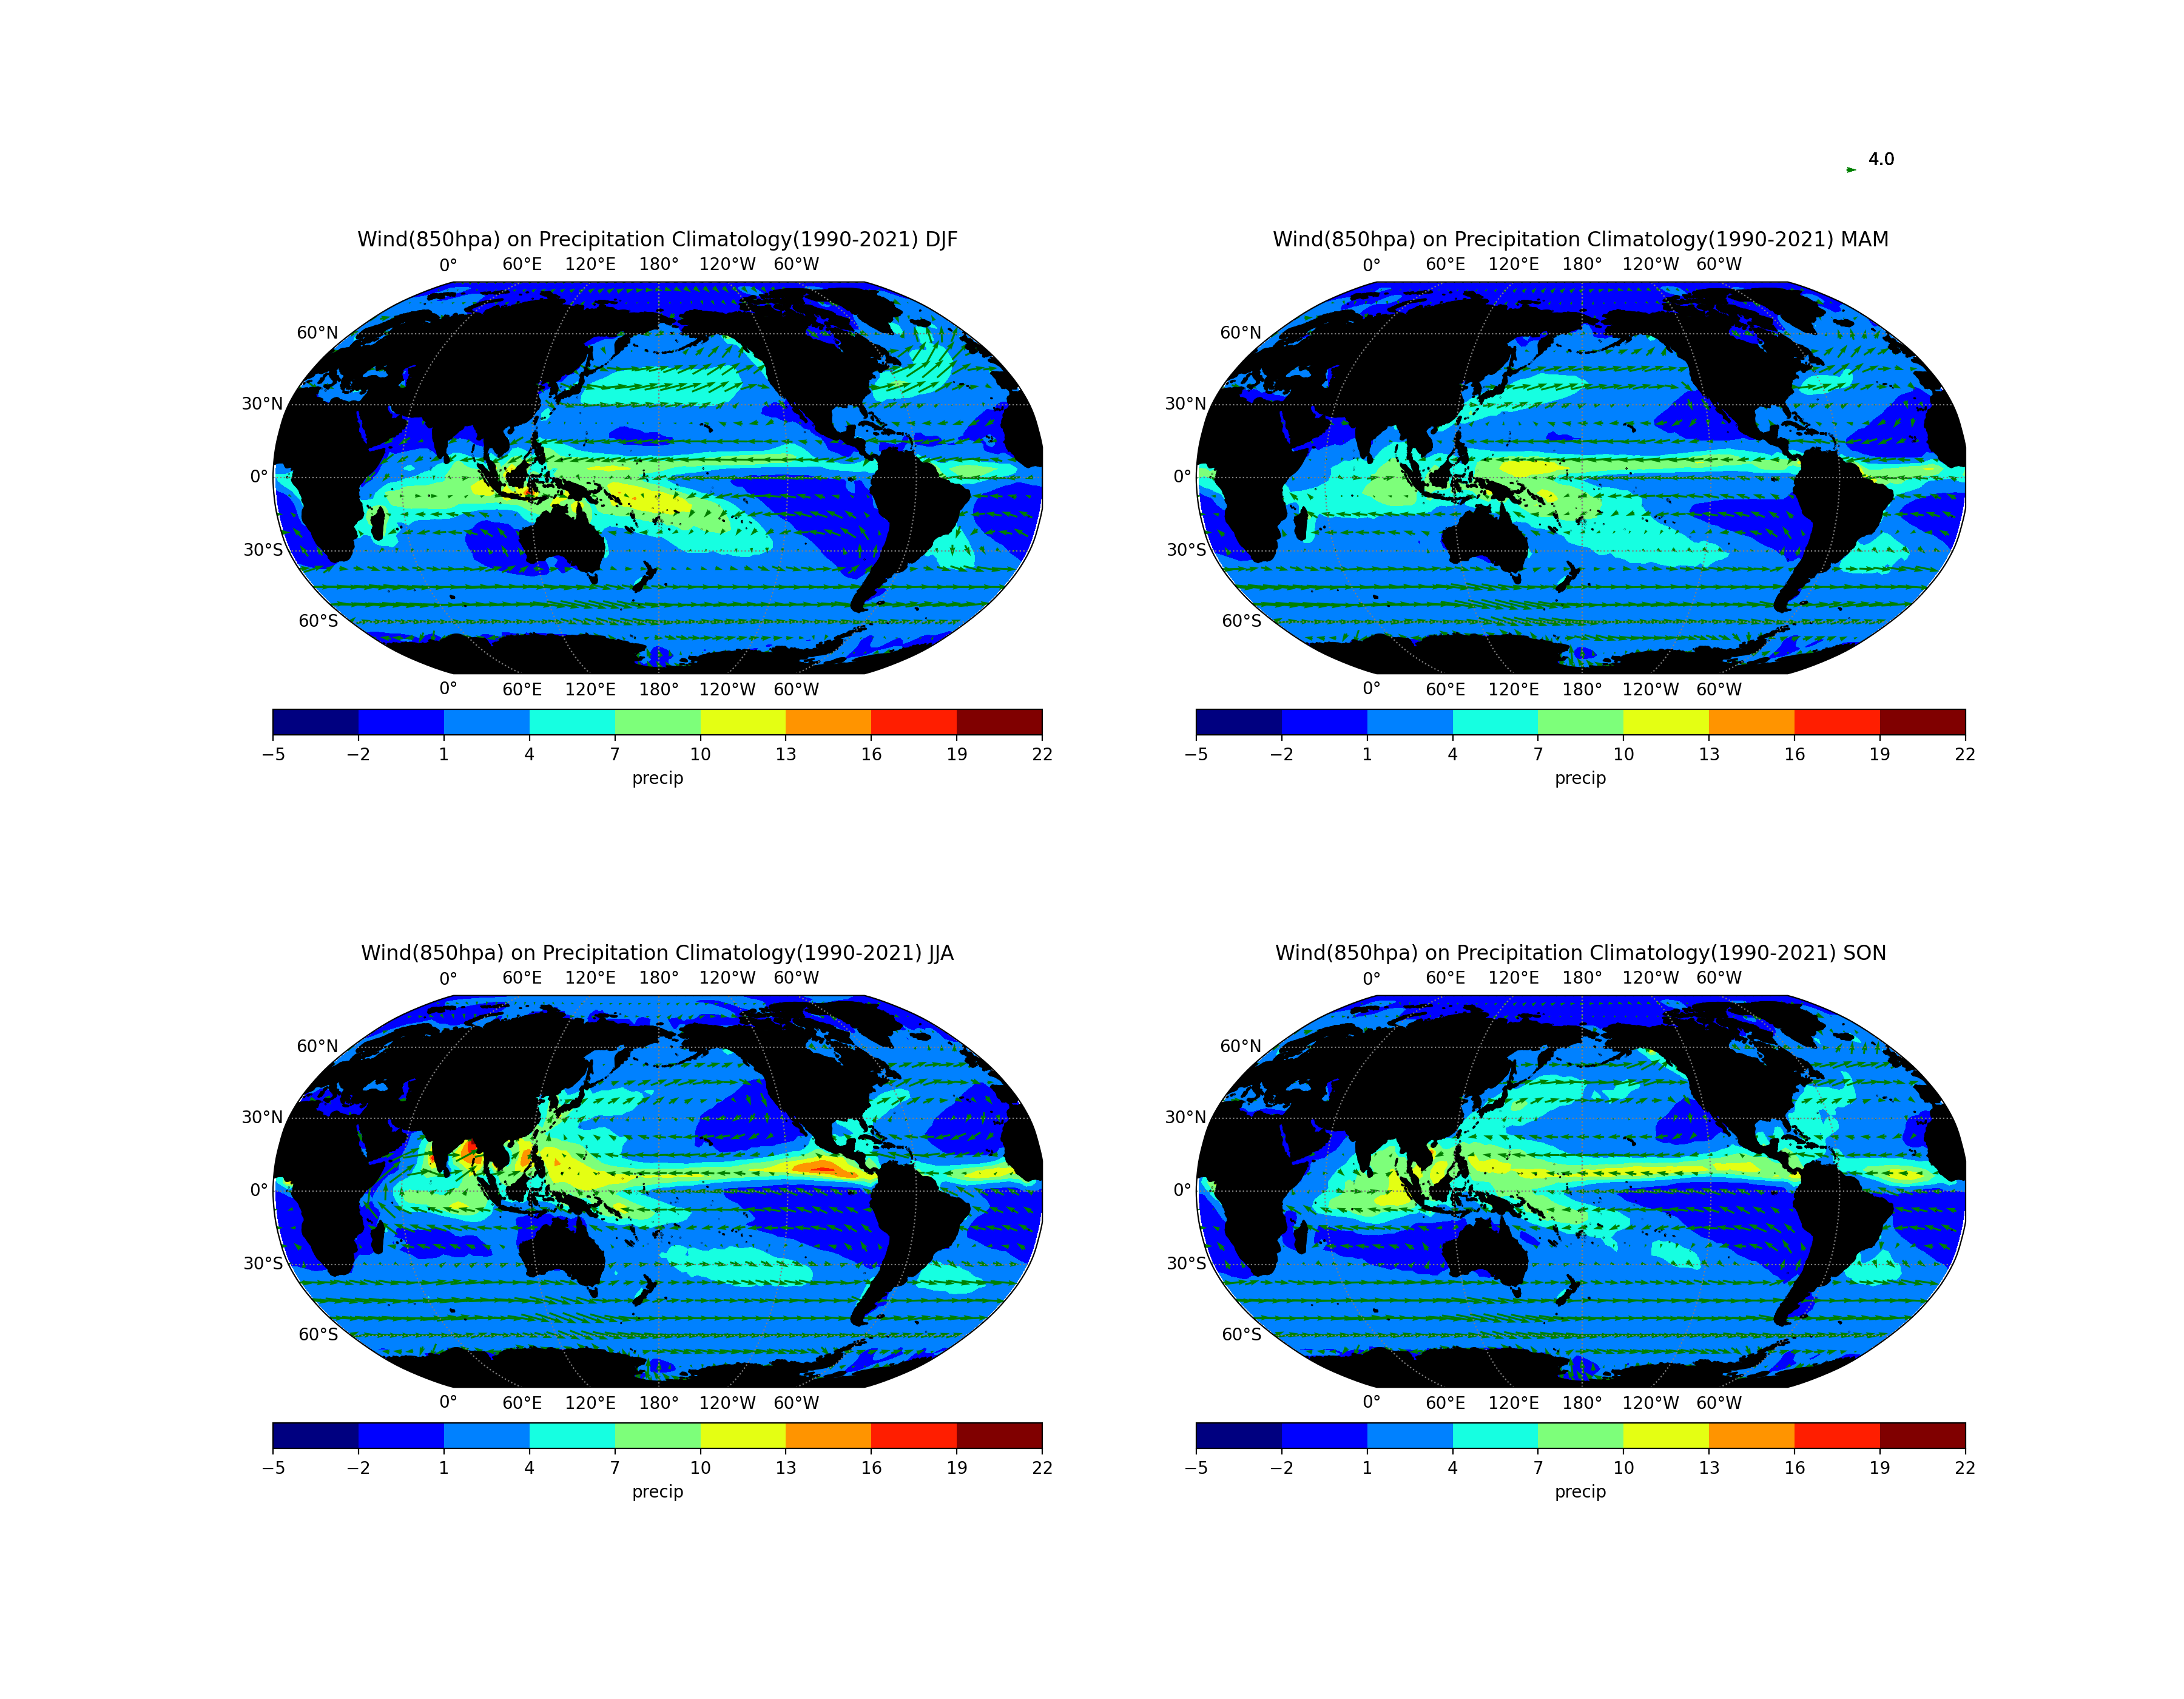 4.0
Wind(850hpa) on Precipitation Climatology(1990-2021) DJF
0° 60°E 120°E 180° 120°W 60°W
60°N
30°N
0°
30°S
60°S
0° 60°E 120°E 180° 120°W 60°W
−5 −2 1 4 7 10 13 16 19 22
precip
Wind(850hpa) on Precipitation Climatology(1990-2021) MAM
0° 60°E 120°E 180° 120°W 60°W
60°N
30°N
0°
30°S
60°S
0° 60°E 120°E 180° 120°W 60°W
−5 −2 1 4 7 10 13 16 19 22
precip
Wind(850hpa) on Precipitation Climatology(1990-2021) JJA
0° 60°E 120°E 180° 120°W 60°W
60°N
30°N
0°
30°S
60°S
0° 60°E 120°E 180° 120°W 60°W
−5 −2 1 4 7 10 13 16 19 22
precip
Wind(850hpa) on Precipitation Climatology(1990-2021) SON
0° 60°E 120°E 180° 120°W 60°W
60°N
30°N
0°
30°S
60°S
0° 60°E 120°E 180° 120°W 60°W
−5 −2 1 4 7 10 13 16 19 22
precip